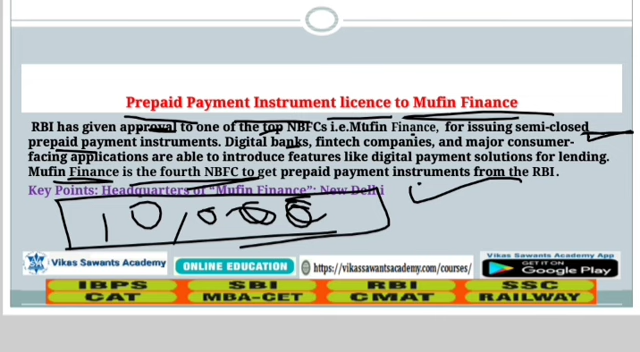 Prepaid Payment Instrument licence to Mufin Finance
RBI has given approval to one of the top NBFCs i.e.Mufin Finance, for issuing semi-closed
prepaid payment instruments. Digital banks, fintech companies, and major consumer-
facing applications are able to introduce features like digital payment solutions for lending.
Mufin Finance is the fourth NBFC to get prepaid payment instruments from the RBI.
Key Points: Headquarters of "Mufin Finance": New Delhi
Vikas Sawants Academy
ONLINE EDUCATION
https://vikassawantsacademy.com/courses/
Vikas Sawants Academy App
GET IT ON
Google Play
IBPS SBI RBI SSC
CAT MBA-CET CMAT RAILWAY